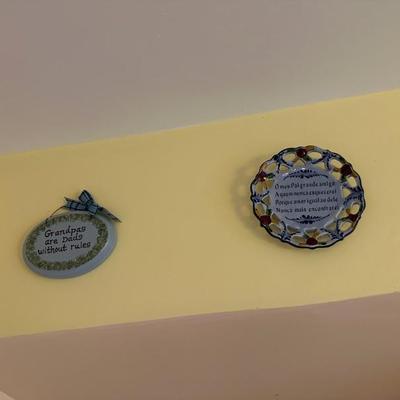 Grandpas
are Dads
without rules
O meu Pai grande amigo
A quem nunca esquecerei
Porque amor igual ao dele
Nunca mais encontrarei